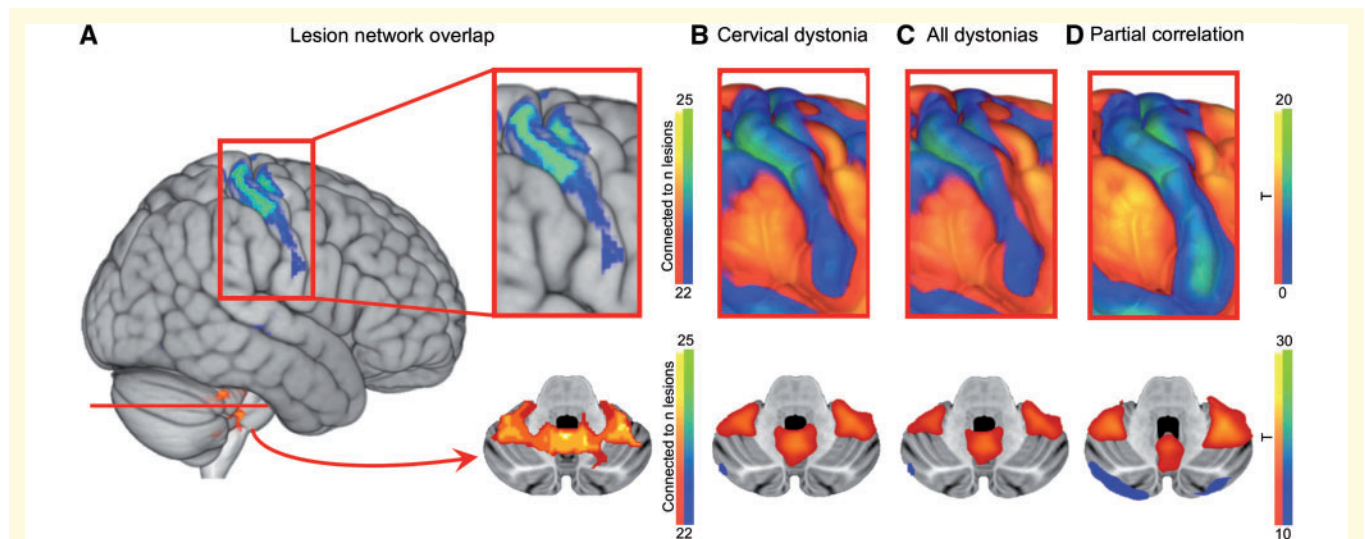 A Lesion network overlap
B Cervical dystonia
C All dystonias
D Partial correlation
25
Connected to n lesions
22
20
T
0
25
Connected to n lesions
22
30
T
10